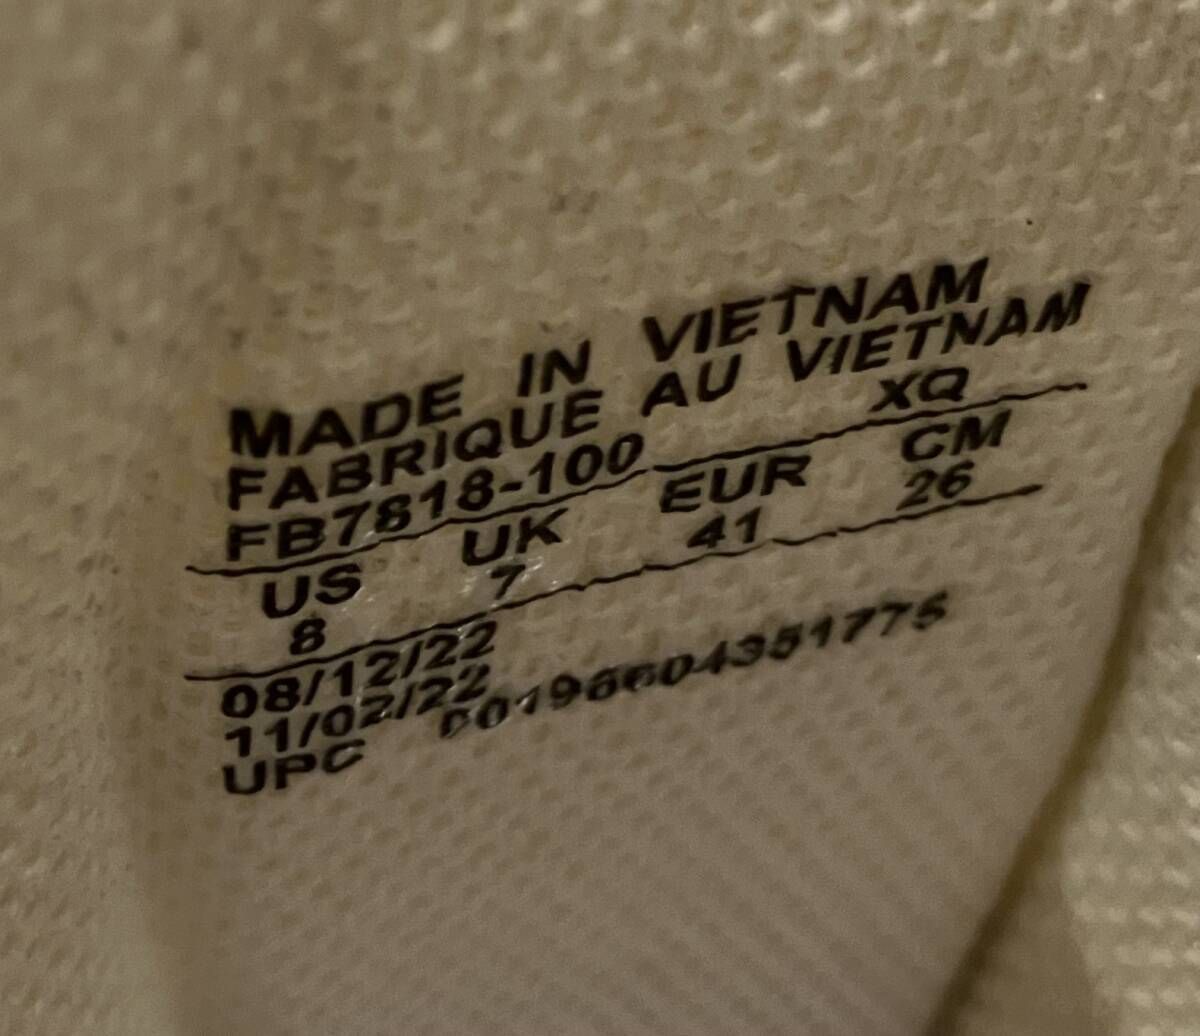 MADE IN VIETNAM
FABRIQUE AU VIETNAM
FB7818-100 XQ
US UK EUR CM
8 7 41 26
08/12/22
11/02/22
UPC